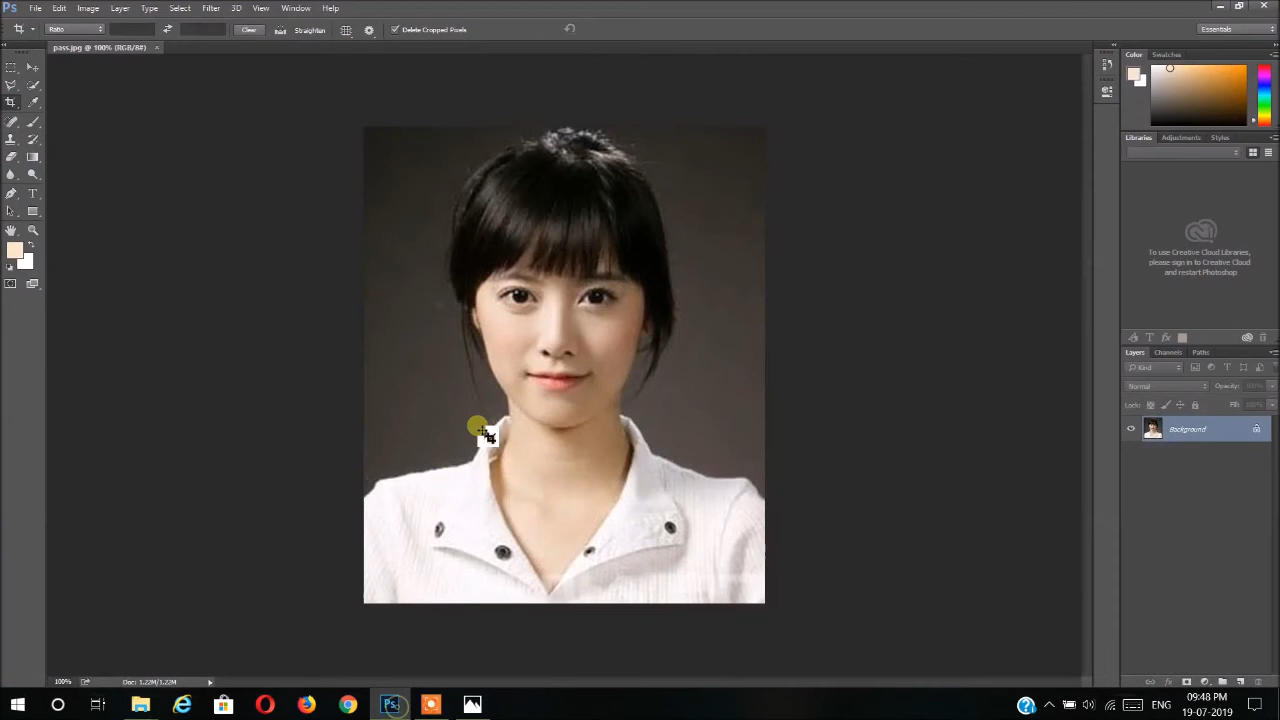 Ps File Edit Image Layer Type Select Filter 3D View Window Help
Ratio Clear Straighten Delete Cropped Pixels Essentials
pass.jpg @ 100% (RGB/8#) ×
Color Swatches
Libraries Adjustments Styles
To use Creative Cloud Libraries,
please sign in to Creative Cloud
and restart Photoshop
Layers Channels Paths
Kind
Normal Opacity: 100%
Lock: Fill: 100%
Background
100% Doc: 1.22M/1.22M
Ps 09:48 PM
19-07-2019